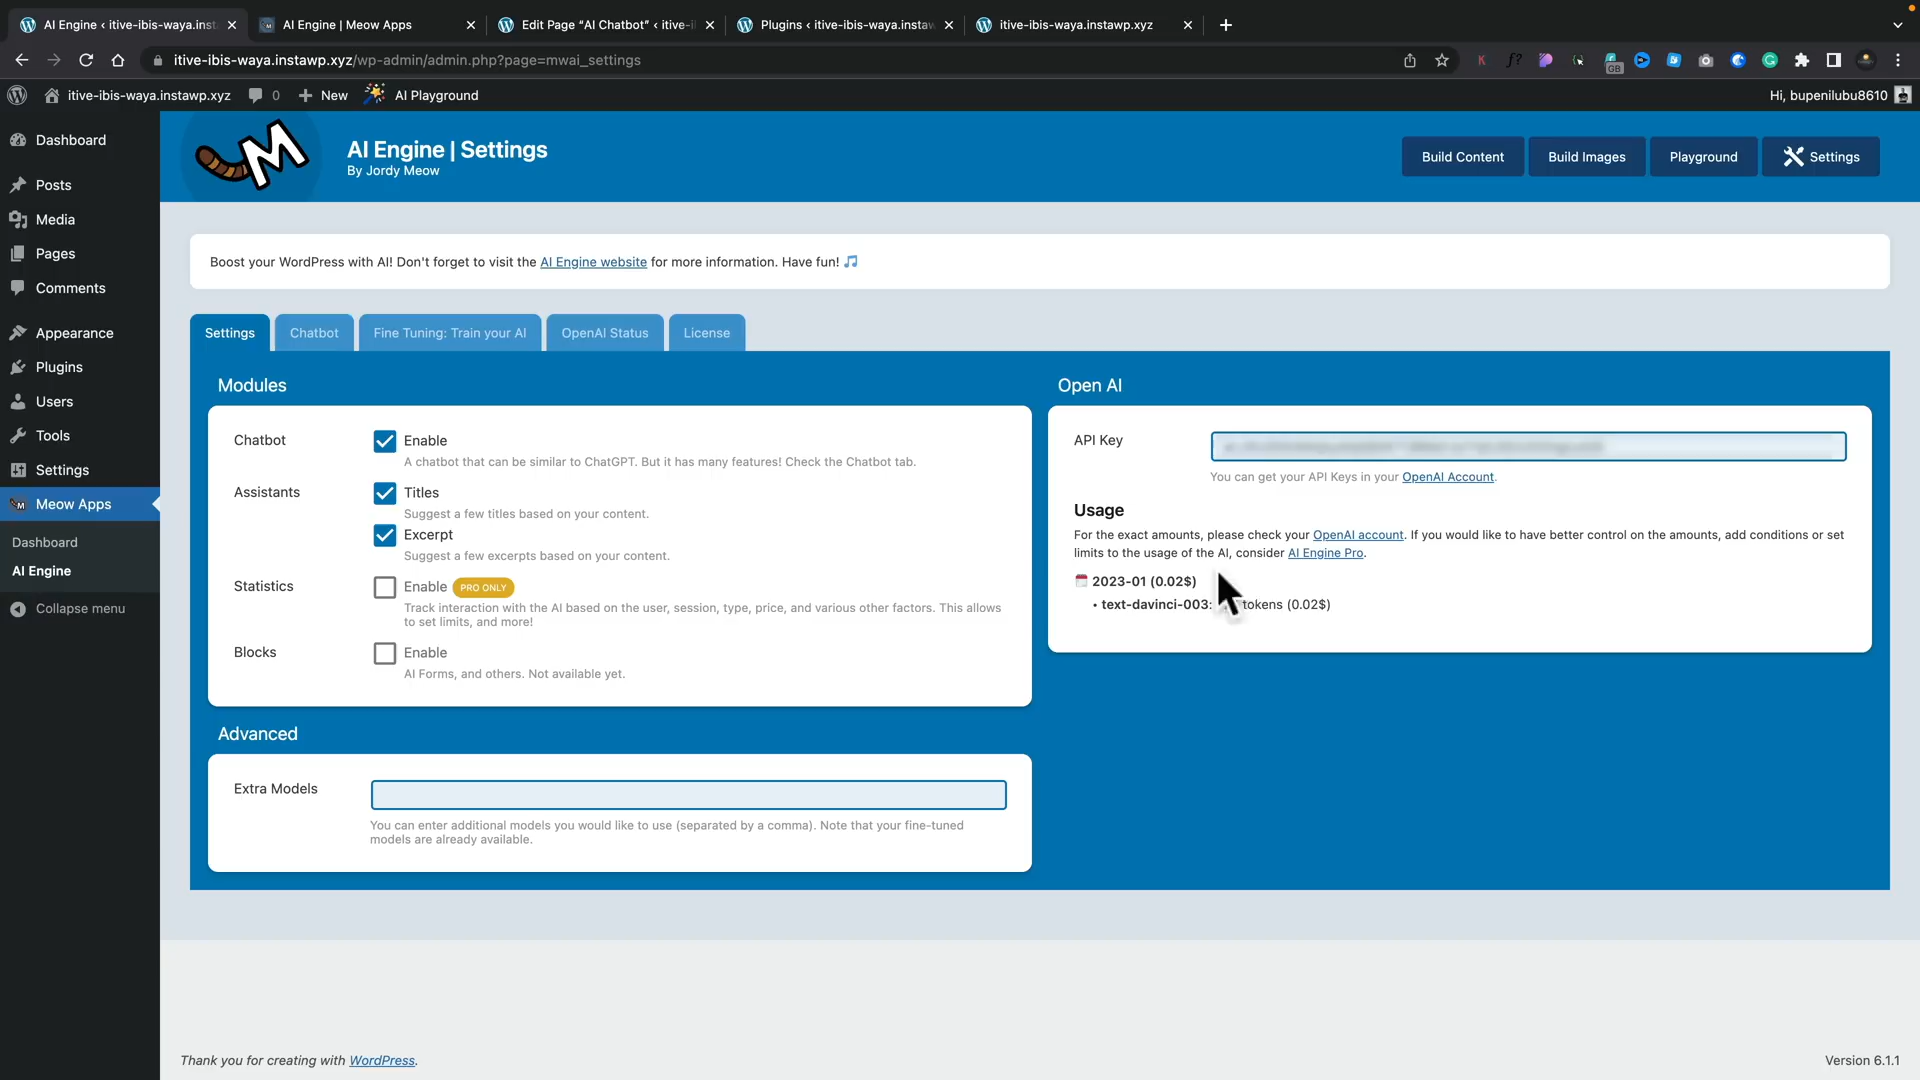 AI Engine ‹ itive-ibis-waya.inst
AI Engine | Meow Apps
Edit Page “AI Chatbot” ‹ itive-i
Plugins ‹ itive-ibis-waya.instaw
itive-ibis-waya.instawp.xyz
itive-ibis-waya.instawp.xyz/wp-admin/admin.php?page=mwai_settings
itive-ibis-waya.instawp.xyz
0
New
AI Playground
Hi, bupenilubu8610
Dashboard
Posts
Media
Pages
Comments
Appearance
Plugins
Users
Tools
Settings
Meow Apps
Dashboard
AI Engine
Collapse menu
M
AI Engine | Settings
By Jordy Meow
Build Content
Build Images
Playground
Settings
Boost your WordPress with AI! Don't forget to visit the AI Engine website for more information. Have fun! 🎵
Settings
Chatbot
Fine Tuning: Train your AI
OpenAI Status
License
Modules
Chatbot
Enable
A chatbot that can be similar to ChatGPT. But it has many features! Check the Chatbot tab.
Assistants
Titles
Suggest a few titles based on your content.
Excerpt
Suggest a few excerpts based on your content.
Statistics
Enable
PRO ONLY
Track interaction with the AI based on the user, session, type, price, and various other factors. This allows
to set limits, and more!
Blocks
Enable
AI Forms, and others. Not available yet.
Advanced
Extra Models
You can enter additional models you would like to use (separated by a comma). Note that your fine-tuned
models are already available.
Open AI
API Key
You can get your API Keys in your OpenAI Account.
Usage
For the exact amounts, please check your OpenAI account. If you would like to have better control on the amounts, add conditions or set
limits to the usage of the AI, consider AI Engine Pro.
2023-01 (0.02$)
• text-davinci-003: tokens (0.02$)
Thank you for creating with WordPress.
Version 6.1.1